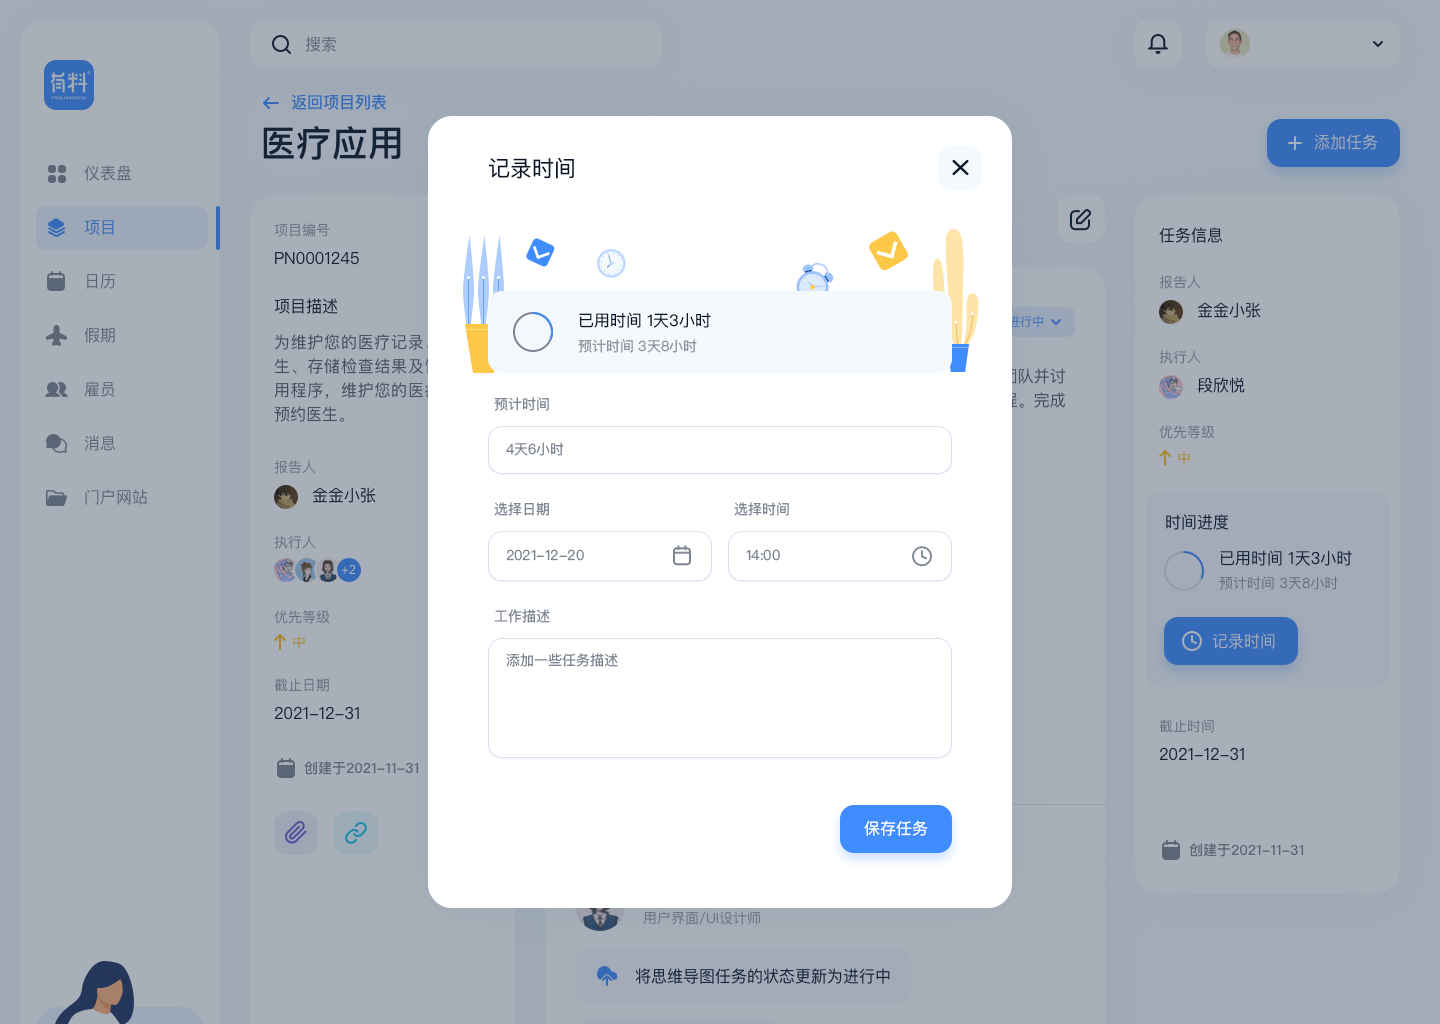 搜索
有料
仪表盘
项目
日历
假期
雇员
消息
门户网站
返回项目列表
医疗应用
添加任务
项目编号
PN0001245
项目描述
为维护您的医疗记录
生、存储检查结果及
用程序，维护您的医
预约医生。
报告人
金金小张
执行人
+2
优先等级
中
截止日期
2021-12-31
创建于2021-11-31
记录时间
已用时间 1天3小时
预计时间 3天8小时
预计时间
4天6小时
选择日期
选择时间
2021-12-20
14:00
工作描述
添加一些任务描述
保存任务
进行中
团队并讨
。完成
用户界面/UI设计师
将思维导图任务的状态更新为进行中
任务信息
报告人
金金小张
执行人
段欣悦
优先等级
中
时间进度
已用时间 1天3小时
预计时间 3天8小时
记录时间
截止时间
2021-12-31
创建于2021-11-31